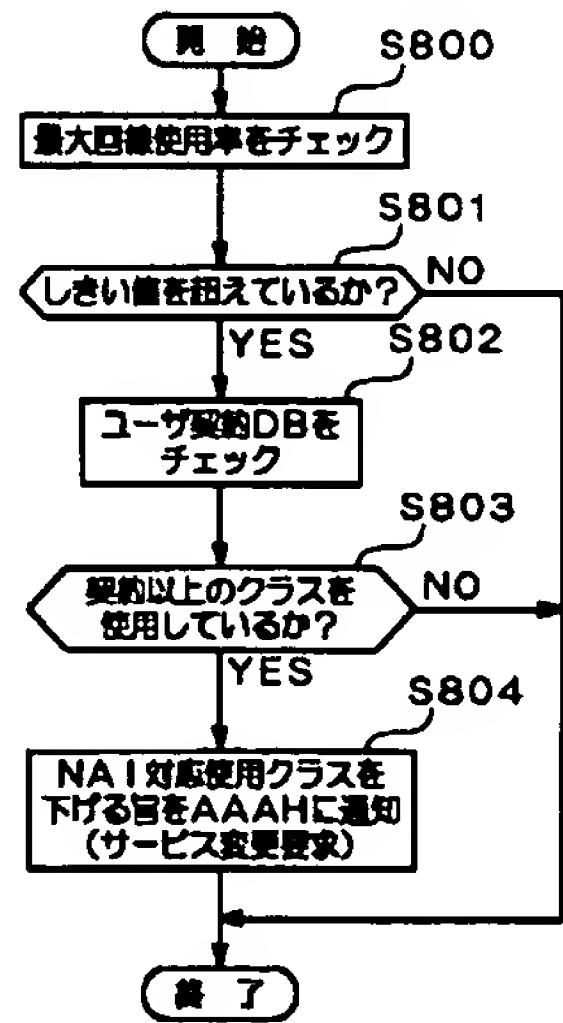 開 始
S800
最大回線使用率をチェック
S801
しきい値を超えているか?
NO
YES
S802
ユーザ契約DBを
チェック
S803
契約以上のクラスを
使用しているか?
NO
YES
S804
NAI対応使用クラスを
下げる旨をAAAHに通知
(サービス変更要求)
終 了